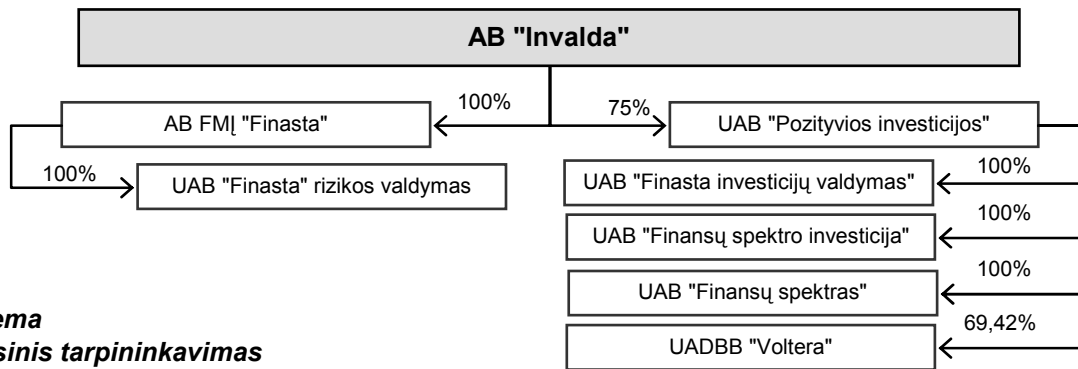 AB "Invalda"
100%
75%
AB FMĮ "Finasta"
UAB "Pozityvios investicijos"
100%
UAB "Finasta" rizikos valdymas
UAB "Finasta investicijų valdymas"
100%
UAB "Finansų spektro investicija"
100%
UAB "Finansų spektras"
100%
UADBB "Voltera"
69,42%
tarpininkavimas